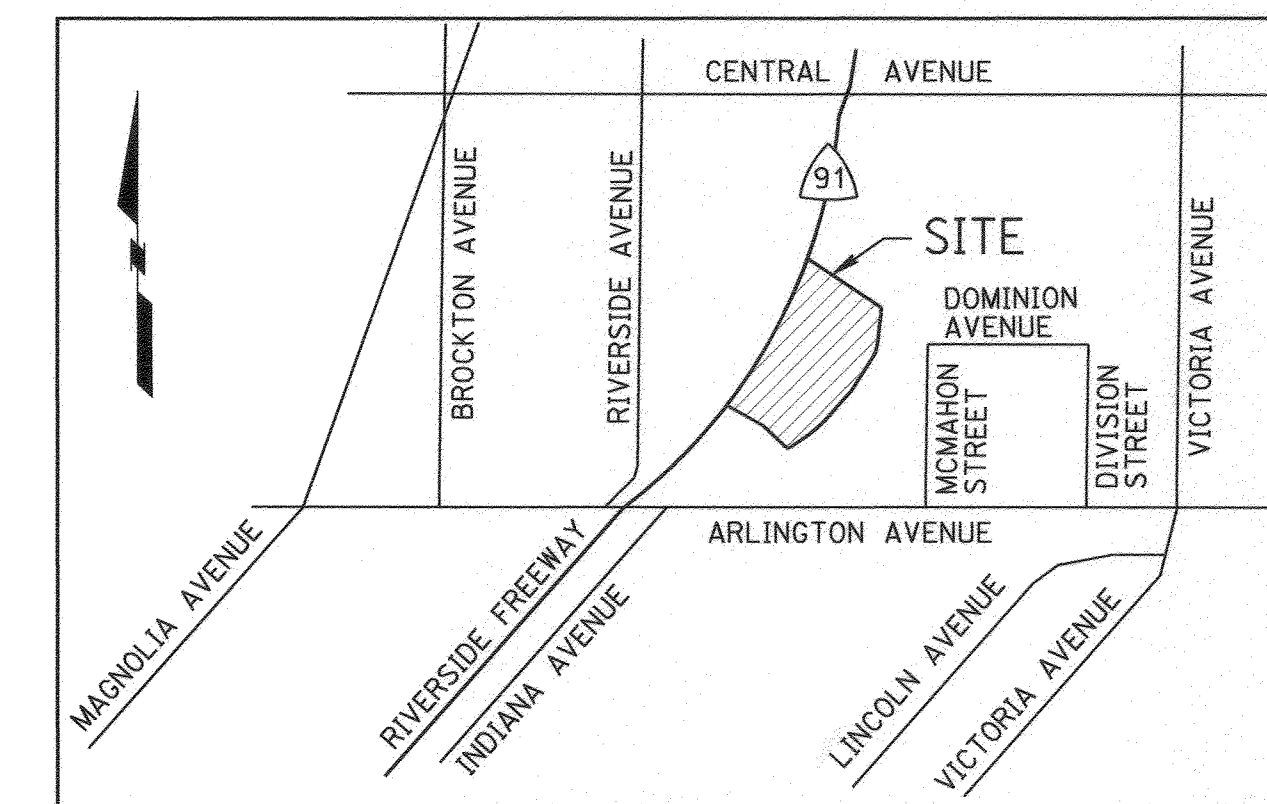 CENTRAL AVENUE
91
BROCKTON AVENUE
RIVERSIDE AVENUE
SITE
VICTORIA AVENUE
DOMINION
AVENUE
MCMAHON
STREET
DIVISION
STREET
ARLINGTON AVENUE
MAGNOLIA AVENUE
RIVERSIDE FREEWAY
INDIANA AVENUE
LINCOLN AVENUE
VICTORIA AVENUE
N